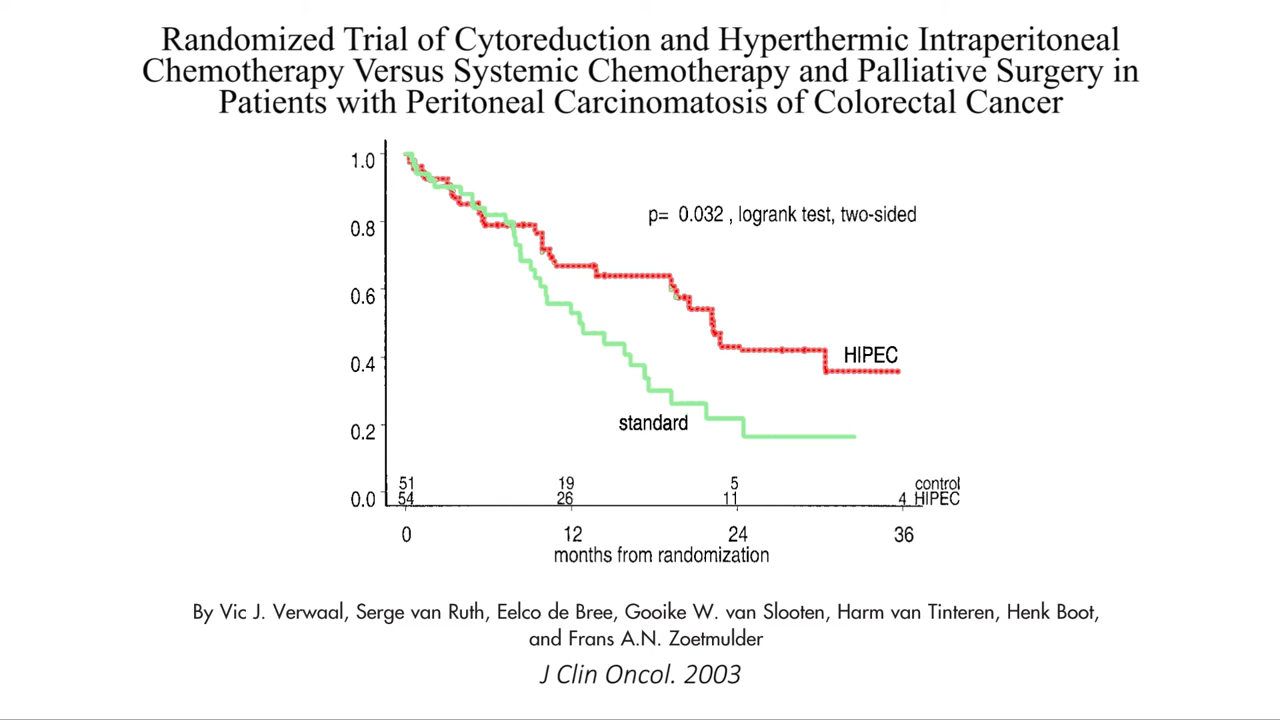 Randomized Trial of Cytoreduction and Hyperthermic Intraperitoneal
Chemotherapy Versus Systemic Chemotherapy and Palliative Surgery in
Patients with Peritoneal Carcinomatosis of Colorectal Cancer
1.0
p= 0.032 , logrank test, two-sided
0.8
0.6
HIPEC
0.4
standard
0.2
51 19 5 control
0.0 54 26 11 4 HIPEC
0 12 24 36
months from randomization
By Vic J. Verwaal, Serge van Ruth, Eelco de Bree, Gooike W. van Slooten, Harm van Tinteren, Henk Boot,
and Frans A.N. Zoetmulder
J Clin Oncol. 2003